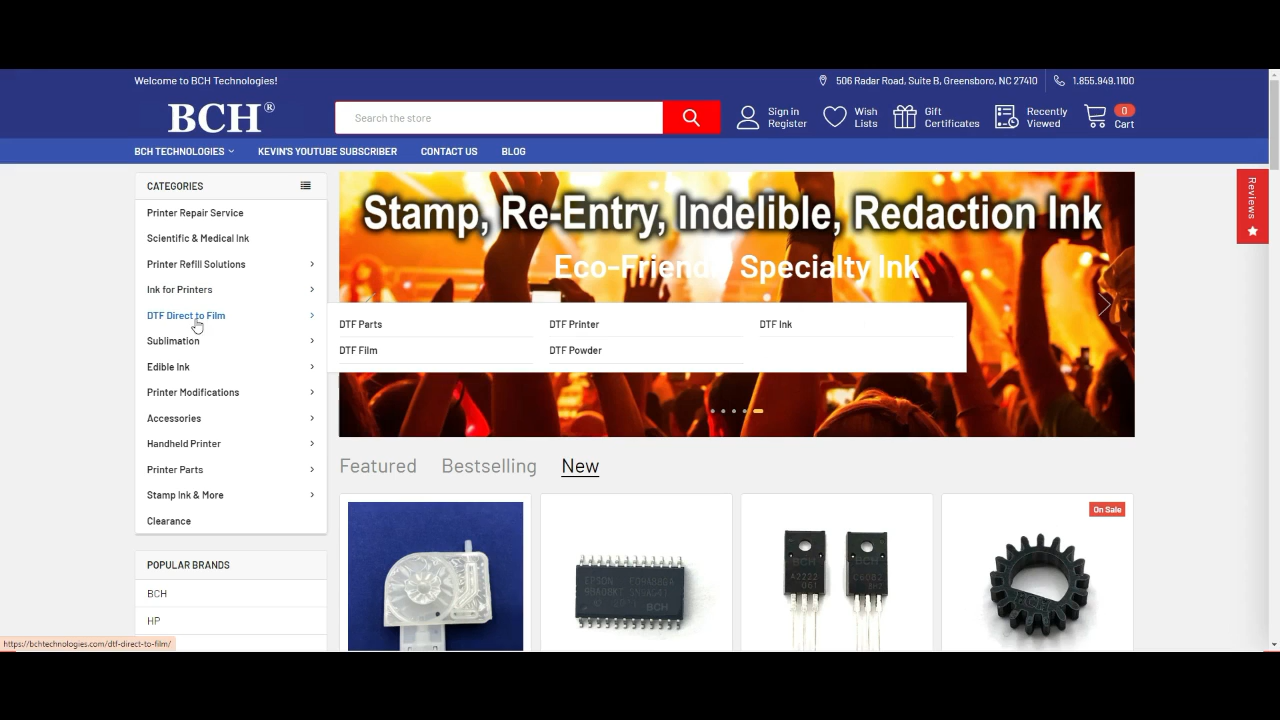 Welcome to BCH Technologies!
506 Radar Road, Suite B, Greensboro, NC 27410
1.855.949.1100
BCH®
Search the store
Sign in
Register
Wish
Lists
Gift
Certificates
Recently
Viewed
0
Cart
BCH TECHNOLOGIES
KEVIN'S YOUTUBE SUBSCRIBER
CONTACT US
BLOG
CATEGORIES
Printer Repair Service
Scientific & Medical Ink
Printer Refill Solutions
Ink for Printers
DTF Direct to Film
Sublimation
Edible Ink
Printer Modifications
Accessories
Handheld Printer
Printer Parts
Stamp Ink & More
Clearance
POPULAR BRANDS
BCH
HP
Stamp, Re-Entry, Indelible, Redaction Ink
Eco-Friendly Specialty Ink
DTF Parts
DTF Printer
DTF Ink
DTF Film
DTF Powder
Reviews
Featured
Bestselling
New
EPSON
BCH
A2222
On Sale
https://bchtechnologies.com/dtf-direct-to-film/